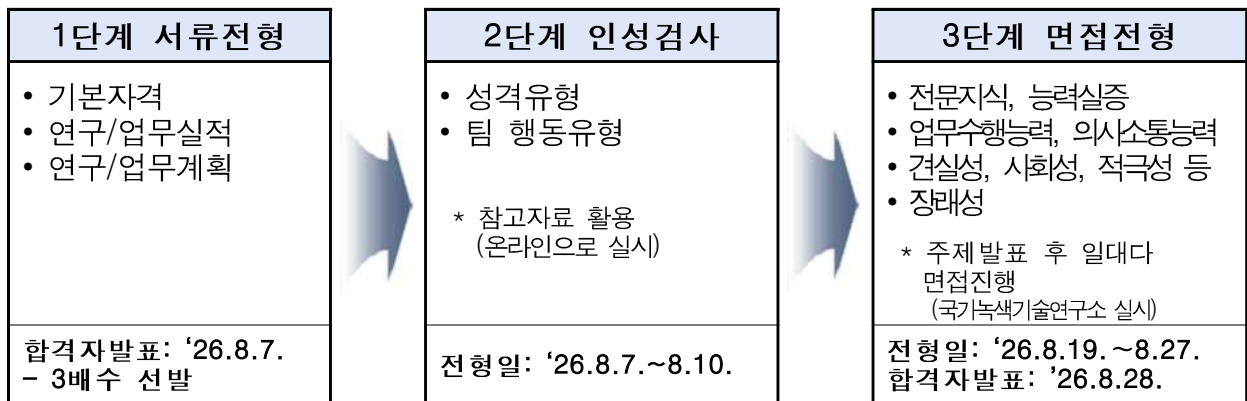 1단계 서류전형
• 기본자격
• 연구/업무실적
• 연구/업무계획
합격자발표: ‘26.8.7.
- 3배수 선발
2단계 인성검사
• 성격유형
• 팀 행동유형
* 참고자료 활용
(온라인으로 실시)
전형일: ‘26.8.7.~8.10.
3단계 면접전형
• 전문지식, 능력실증
• 업무수행능력, 의사소통능력
• 견실성, 사회성, 적극성 등
• 장래성
* 주제발표 후 일대다
면접진행
(국가녹색기술연구소 실시)
전형일: ‘26.8.19.~8.27.
합격자발표: ’26.8.28.